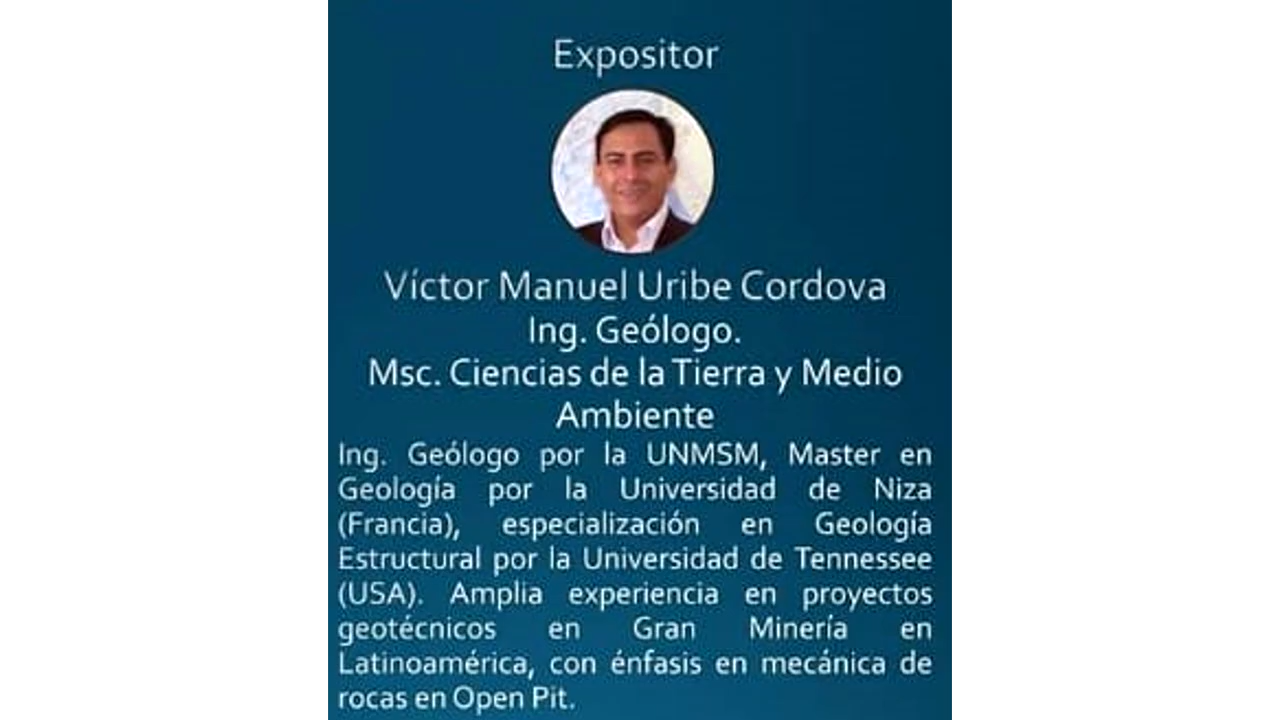 Expositor
Víctor Manuel Uribe Cordova
Ing. Geólogo.
Msc. Ciencias de la Tierra y Medio
Ambiente
Ing. Geólogo por la UNMSM, Master en
Geología por la Universidad de Niza
(Francia), especialización en Geología
Estructural por la Universidad de Tennessee
(USA). Amplia experiencia en proyectos
geotécnicos en Gran Minería en
Latinoamérica, con énfasis en mecánica de
rocas en Open Pit.